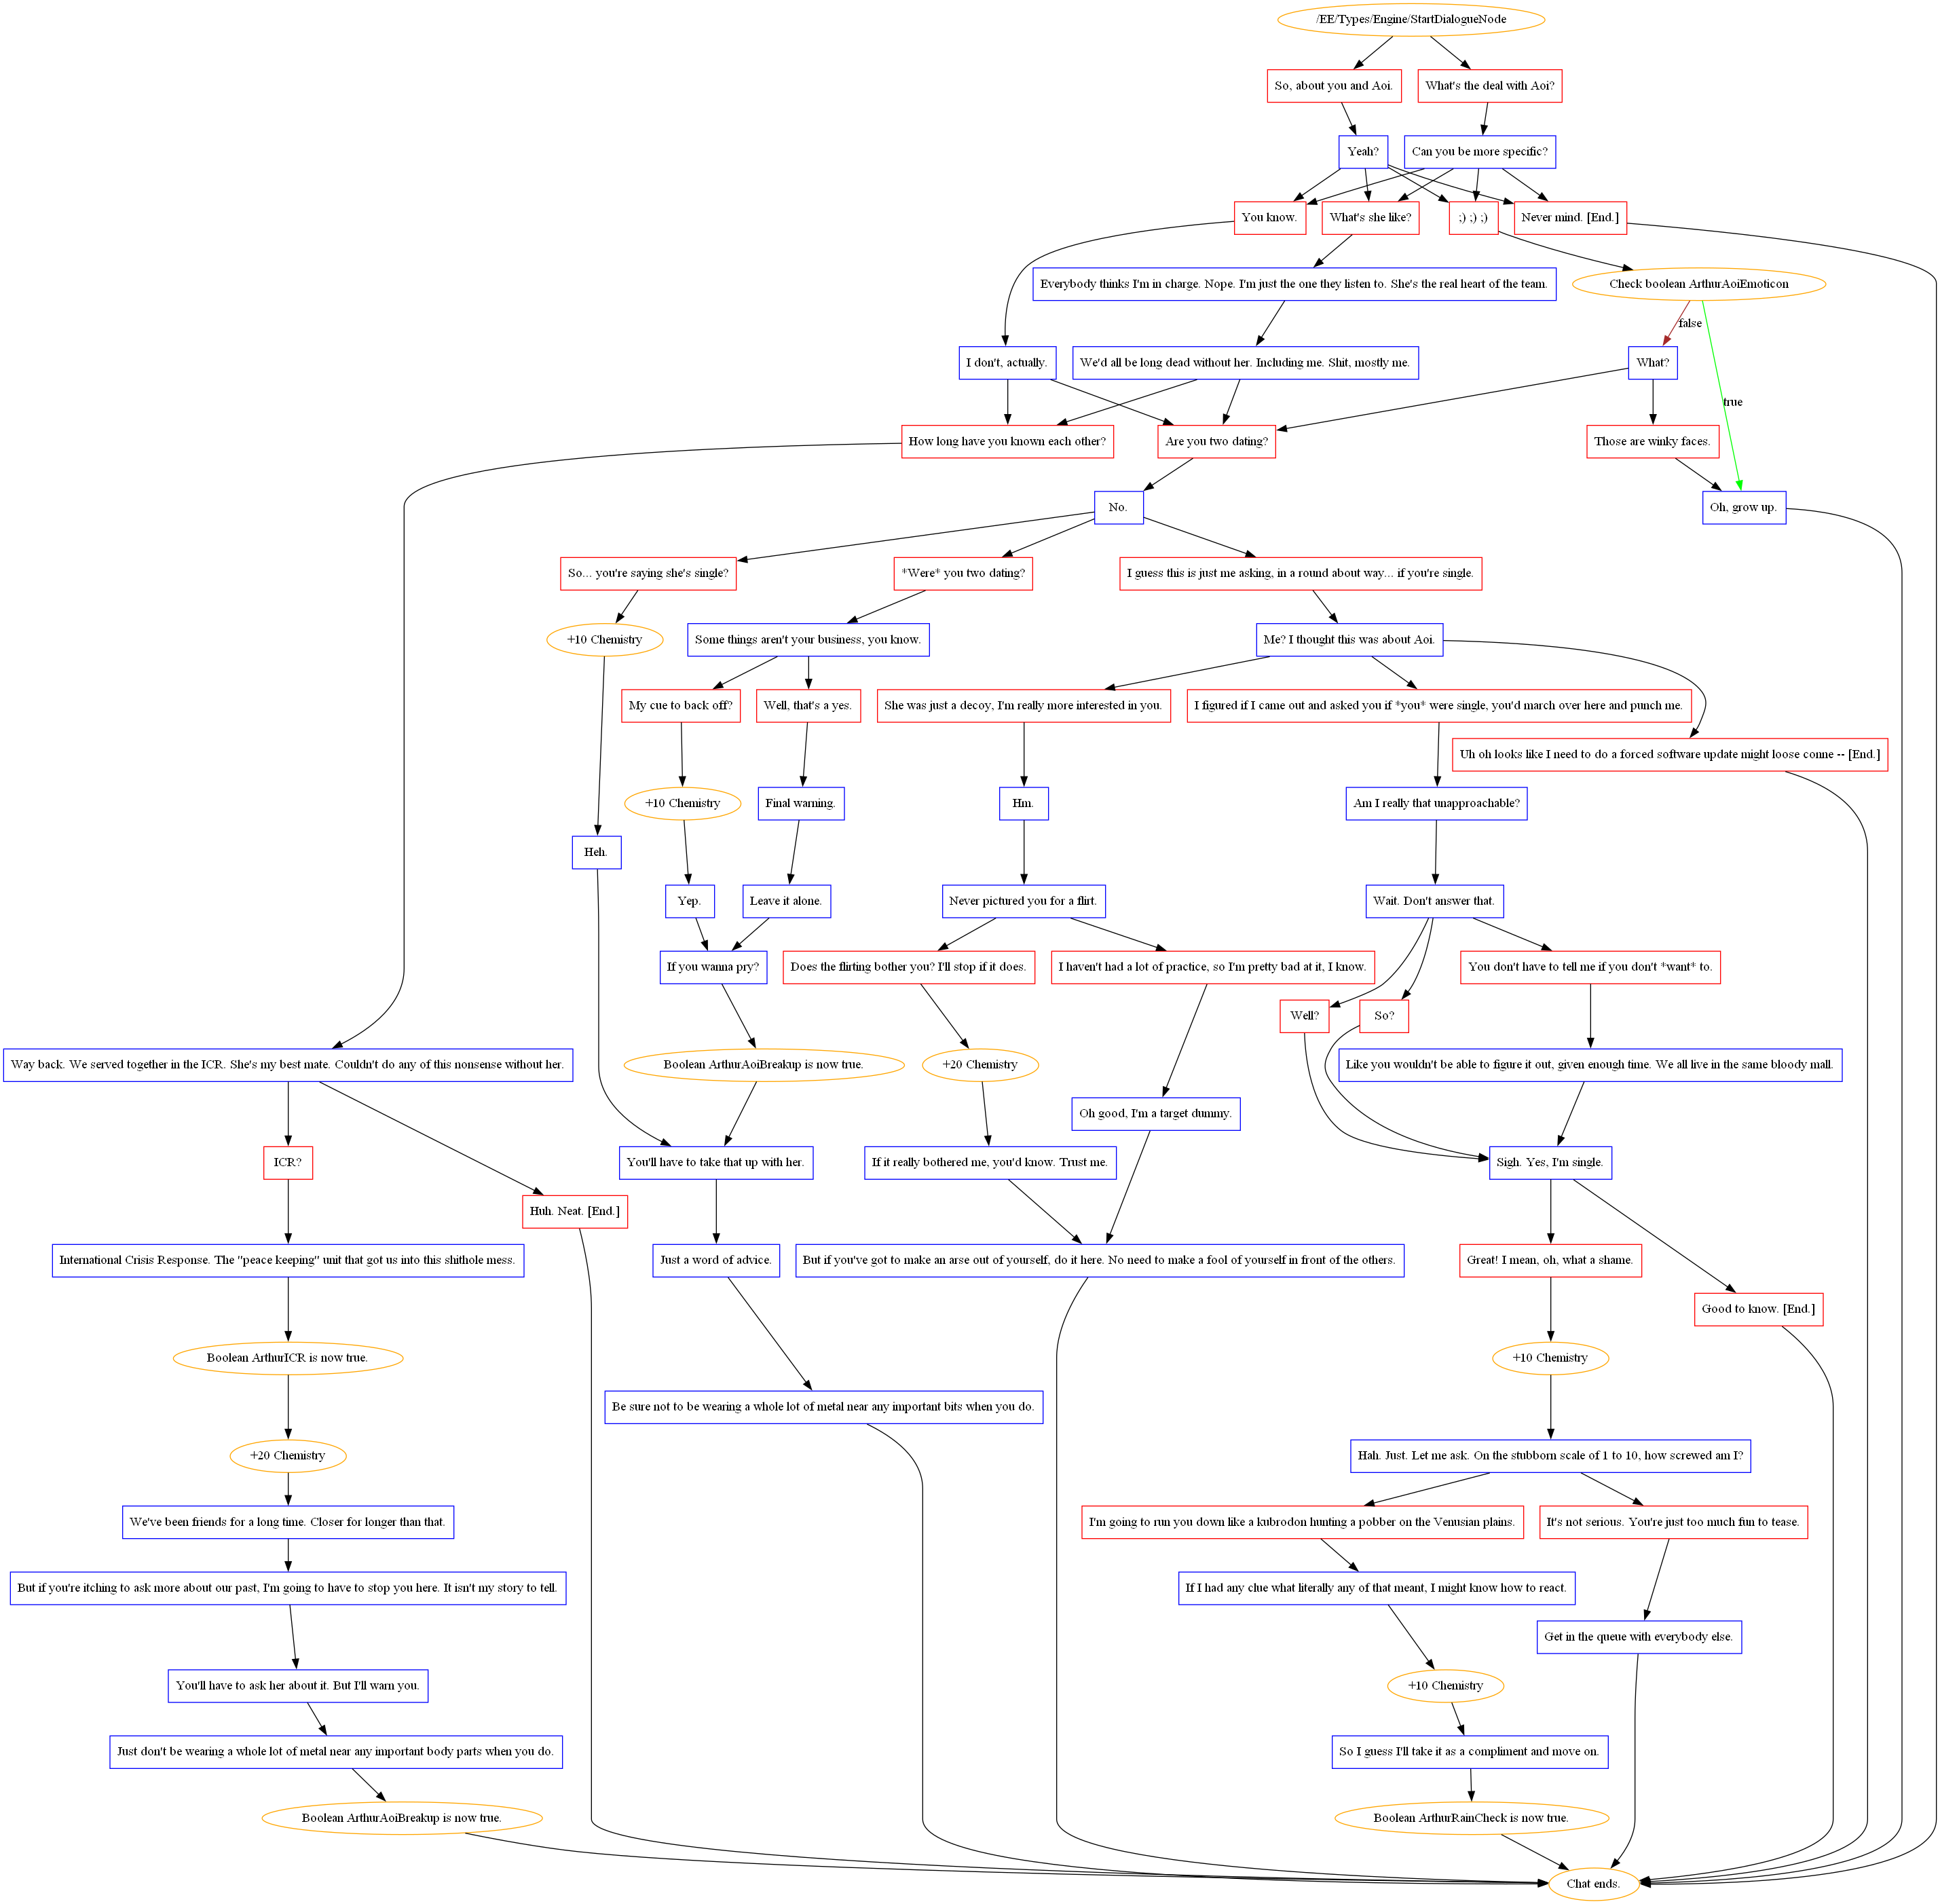 /EE/Types/Engine/StartDialogueNode
So, about you and Aoi.
What's the deal with Aoi?
Yeah?
Can you be more specific?
You know.
What's she like?
;) ;) ;)
Never mind. [End.]
Everybody thinks I'm in charge. Nope. I'm just the one they listen to. She's the real heart of the team.
Check boolean ArthurAoiEmoticon
false
I don't, actually.
We'd all be long dead without her. Including me. Shit, mostly me.
What?
true
How long have you known each other?
Are you two dating?
Those are winky faces.
No.
Oh, grow up.
So... you're saying she's single?
*Were* you two dating?
I guess this is just me asking, in a round about way... if you're single.
+10 Chemistry
Some things aren't your business, you know.
Me? I thought this was about Aoi.
My cue to back off?
Well, that's a yes.
She was just a decoy, I'm really more interested in you.
I figured if I came out and asked you if *you* were single, you'd march over here and punch me.
Uh oh looks like I need to do a forced software update might loose conne -- [End.]
+10 Chemistry
Final warning.
Hm.
Am I really that unapproachable?
Heh.
Yep.
Leave it alone.
Never pictured you for a flirt.
Wait. Don't answer that.
If you wanna pry?
Does the flirting bother you? I'll stop if it does.
I haven't had a lot of practice, so I'm pretty bad at it, I know.
You don't have to tell me if you don't *want* to.
Well?
So?
Way back. We served together in the ICR. She's my best mate. Couldn't do any of this nonsense without her.
Boolean ArthurAoiBreakup is now true.
+20 Chemistry
Like you wouldn't be able to figure it out, given enough time. We all live in the same bloody mall.
Oh good, I'm a target dummy.
ICR?
You'll have to take that up with her.
If it really bothered me, you'd know. Trust me.
Sigh. Yes, I'm single.
Huh. Neat. [End.]
International Crisis Response. The "peace keeping" unit that got us into this shithole mess.
Just a word of advice.
But if you've got to make an arse out of yourself, do it here. No need to make a fool of yourself in front of the others.
Great! I mean, oh, what a shame.
Good to know. [End.]
Boolean ArthurICR is now true.
+10 Chemistry
Be sure not to be wearing a whole lot of metal near any important bits when you do.
+20 Chemistry
Hah. Just. Let me ask. On the stubborn scale of 1 to 10, how screwed am I?
We've been friends for a long time. Closer for longer than that.
I'm going to run you down like a kubrodon hunting a pobber on the Venusian plains.
It's not serious. You're just too much fun to tease.
But if you're itching to ask more about our past, I'm going to have to stop you here. It isn't my story to tell.
If I had any clue what literally any of that meant, I might know how to react.
Get in the queue with everybody else.
You'll have to ask her about it. But I'll warn you.
+10 Chemistry
Just don't be wearing a whole lot of metal near any important body parts when you do.
So I guess I'll take it as a compliment and move on.
Boolean ArthurAoiBreakup is now true.
Boolean ArthurRainCheck is now true.
Chat ends.